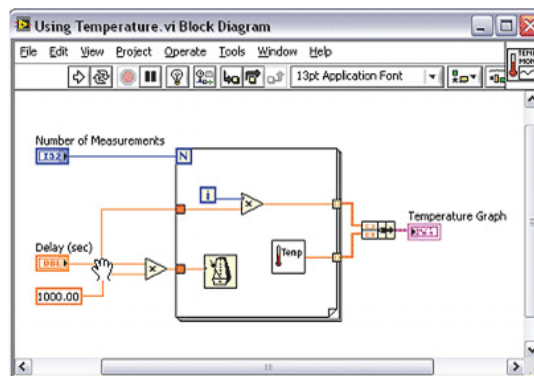 Using Temperature.vi Block Diagram
File Edit View Project Operate Tools Window Help
13pt Application Font
TEMP
Number of Measurements
I32
N
i
Temperature Graph
Delay (sec)
DBL
Temp
1000.00